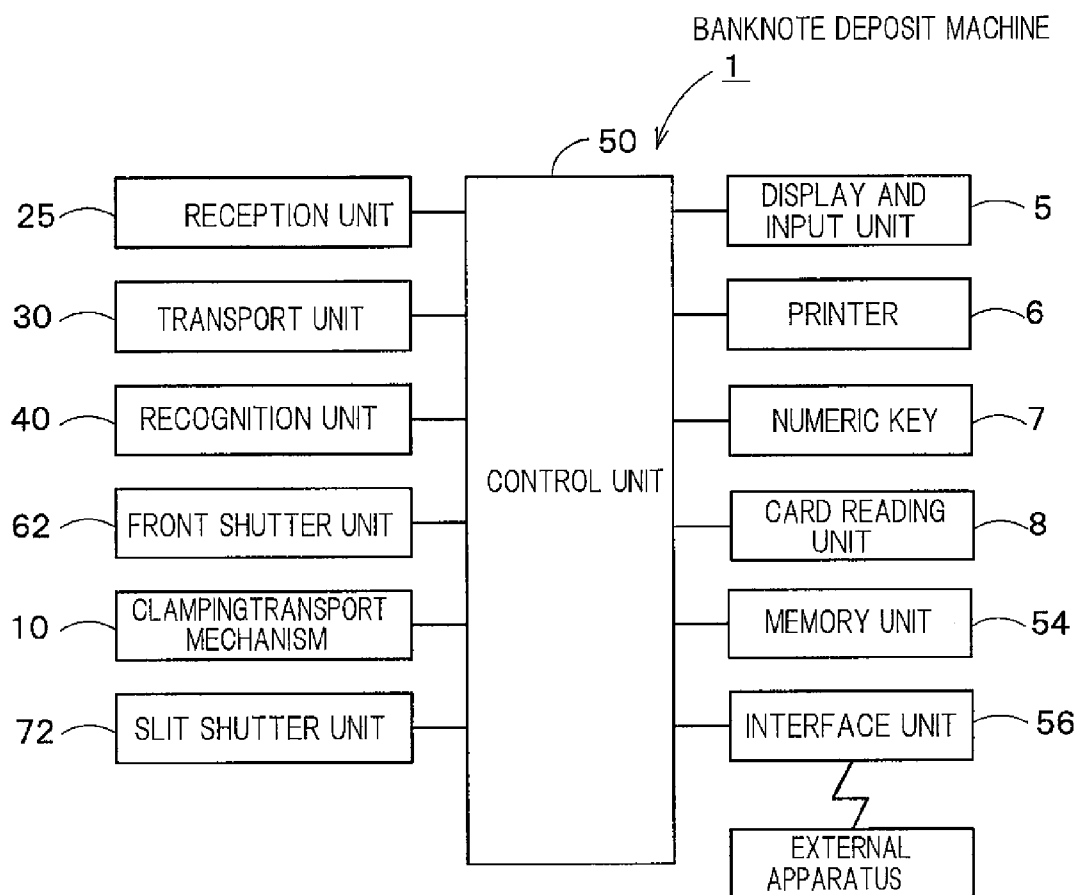 BANKNOTE DEPOSIT MACHINE
1
50
25
RECEPTION UNIT
DISPLAY AND
INPUT UNIT
5
30
TRANSPORT UNIT
PRINTER
6
40
RECOGNITION UNIT
NUMERIC KEY
7
CONTROL UNIT
62
FRONT SHUTTER UNIT
CARD READING
UNIT
8
10
CLAMPINGTRANSPORT
MECHANISM
MEMORY UNIT
54
72
SLIT SHUTTER UNIT
INTERFACE UNIT
56
EXTERNAL
APPARATUS